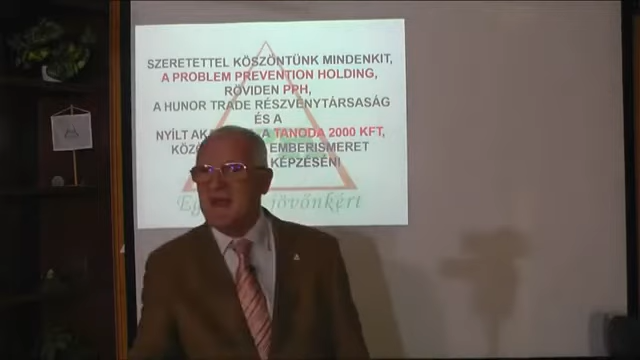 SZERETETTEL KÖSZÖNTÜNK MINDENKIT,
A PROBLEM PREVENTION HOLDING,
RÖVIDEN PPH,
A HUNOR TRADE RÉSZVÉNYTÁRSASÁG
ÉS A
NYÍLT A TANODA 2000 KFT,
EMBERISMERET
KÉPZÉSÉN!
jövőnkért